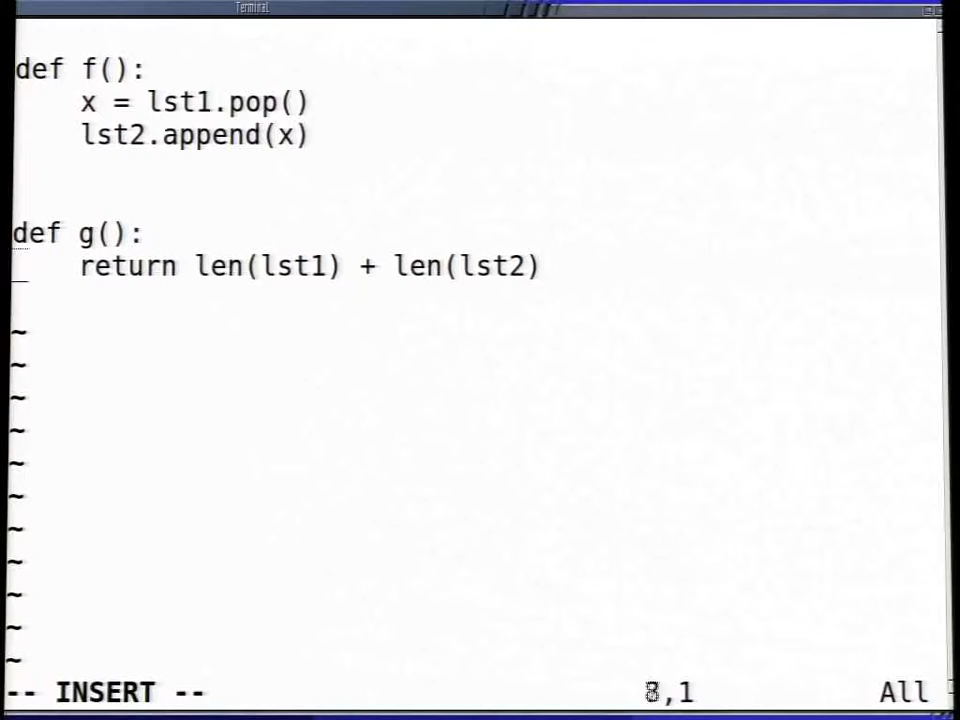 Terminal
def f():
    x = lst1.pop()
    lst2.append(x)
def g():
    return len(lst1) + len(lst2)
~
~
~
~
~
~
~
~
~
~
~
-- INSERT -- 8,1 All